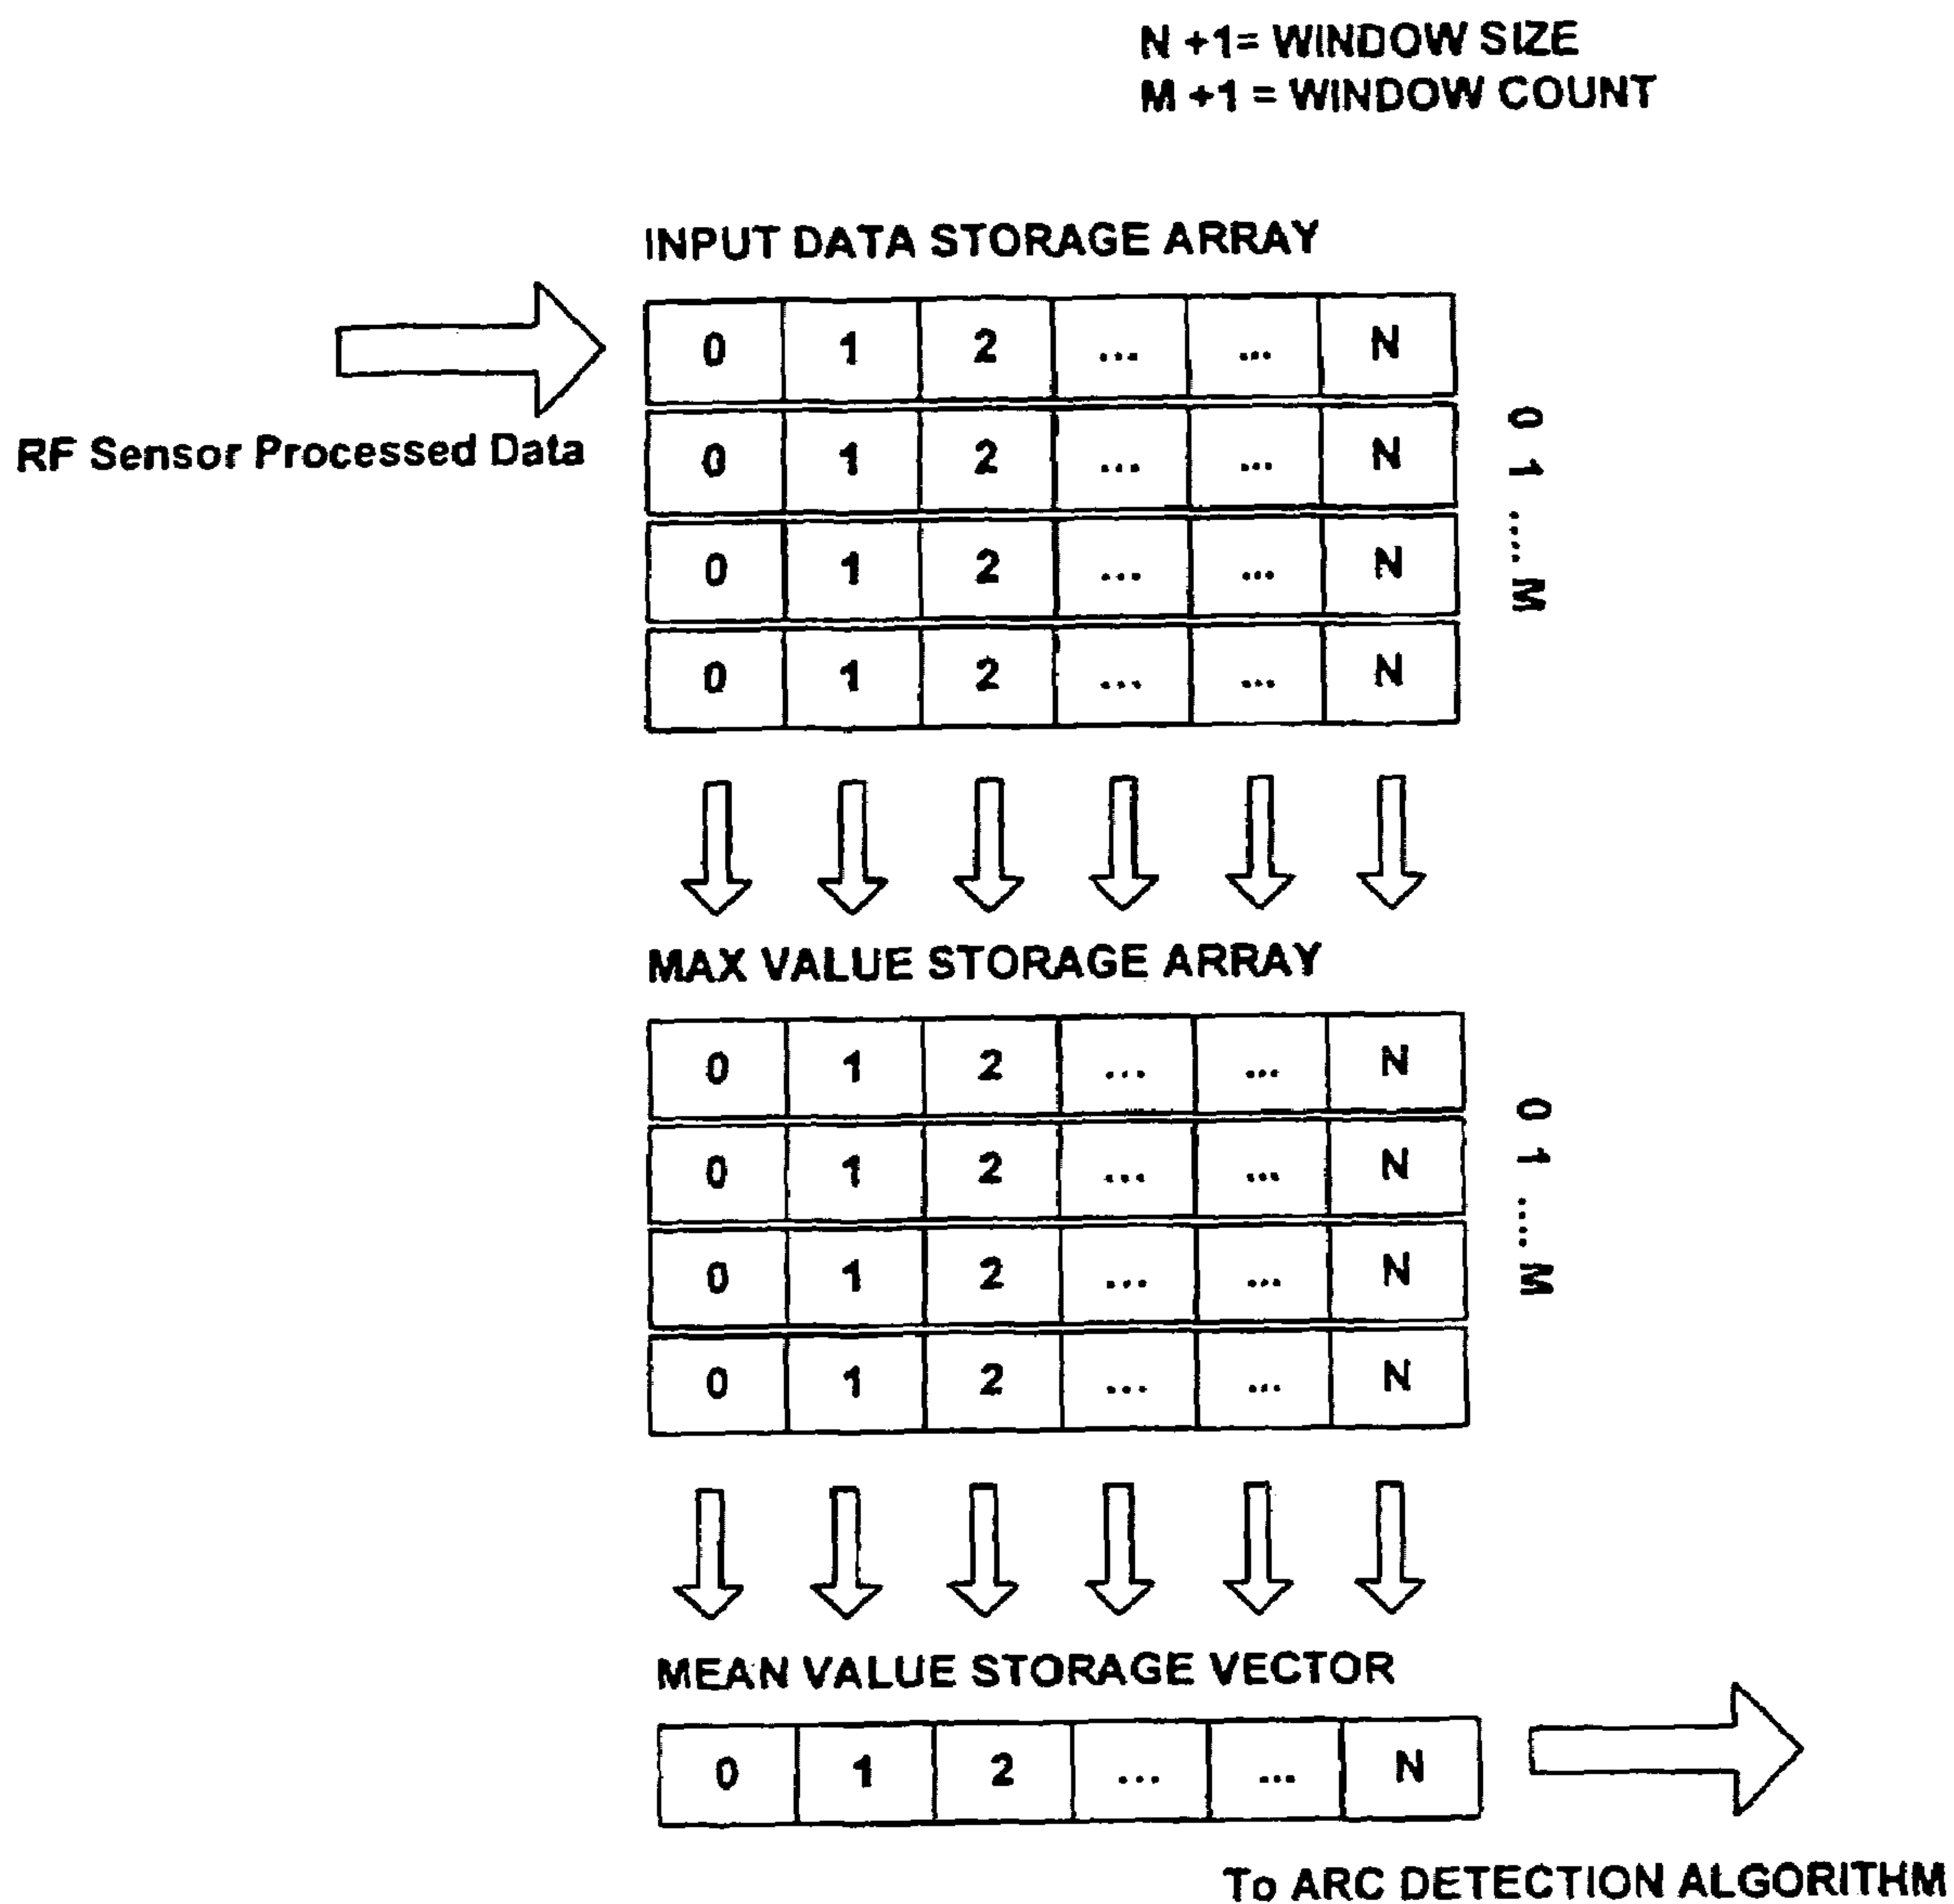 N +1= WINDOW SIZE
M +1 = WINDOW COUNT
INPUT DATA STORAGE ARRAY
0 1 2 ... ... N
0 1 2 ... ... N
0 1 2 ... ... N
0 1 2 ... ... N
0 1 ..... M
RF Sensor Processed Data
MAX VALUE STORAGE ARRAY
0 1 2 ... ... N
0 1 2 ... ... N
0 1 2 ... ... N
0 1 2 ... ... N
0 1 ..... M
MEAN VALUE STORAGE VECTOR
0 1 2 ... ... N
To ARC DETECTION ALGORITHM